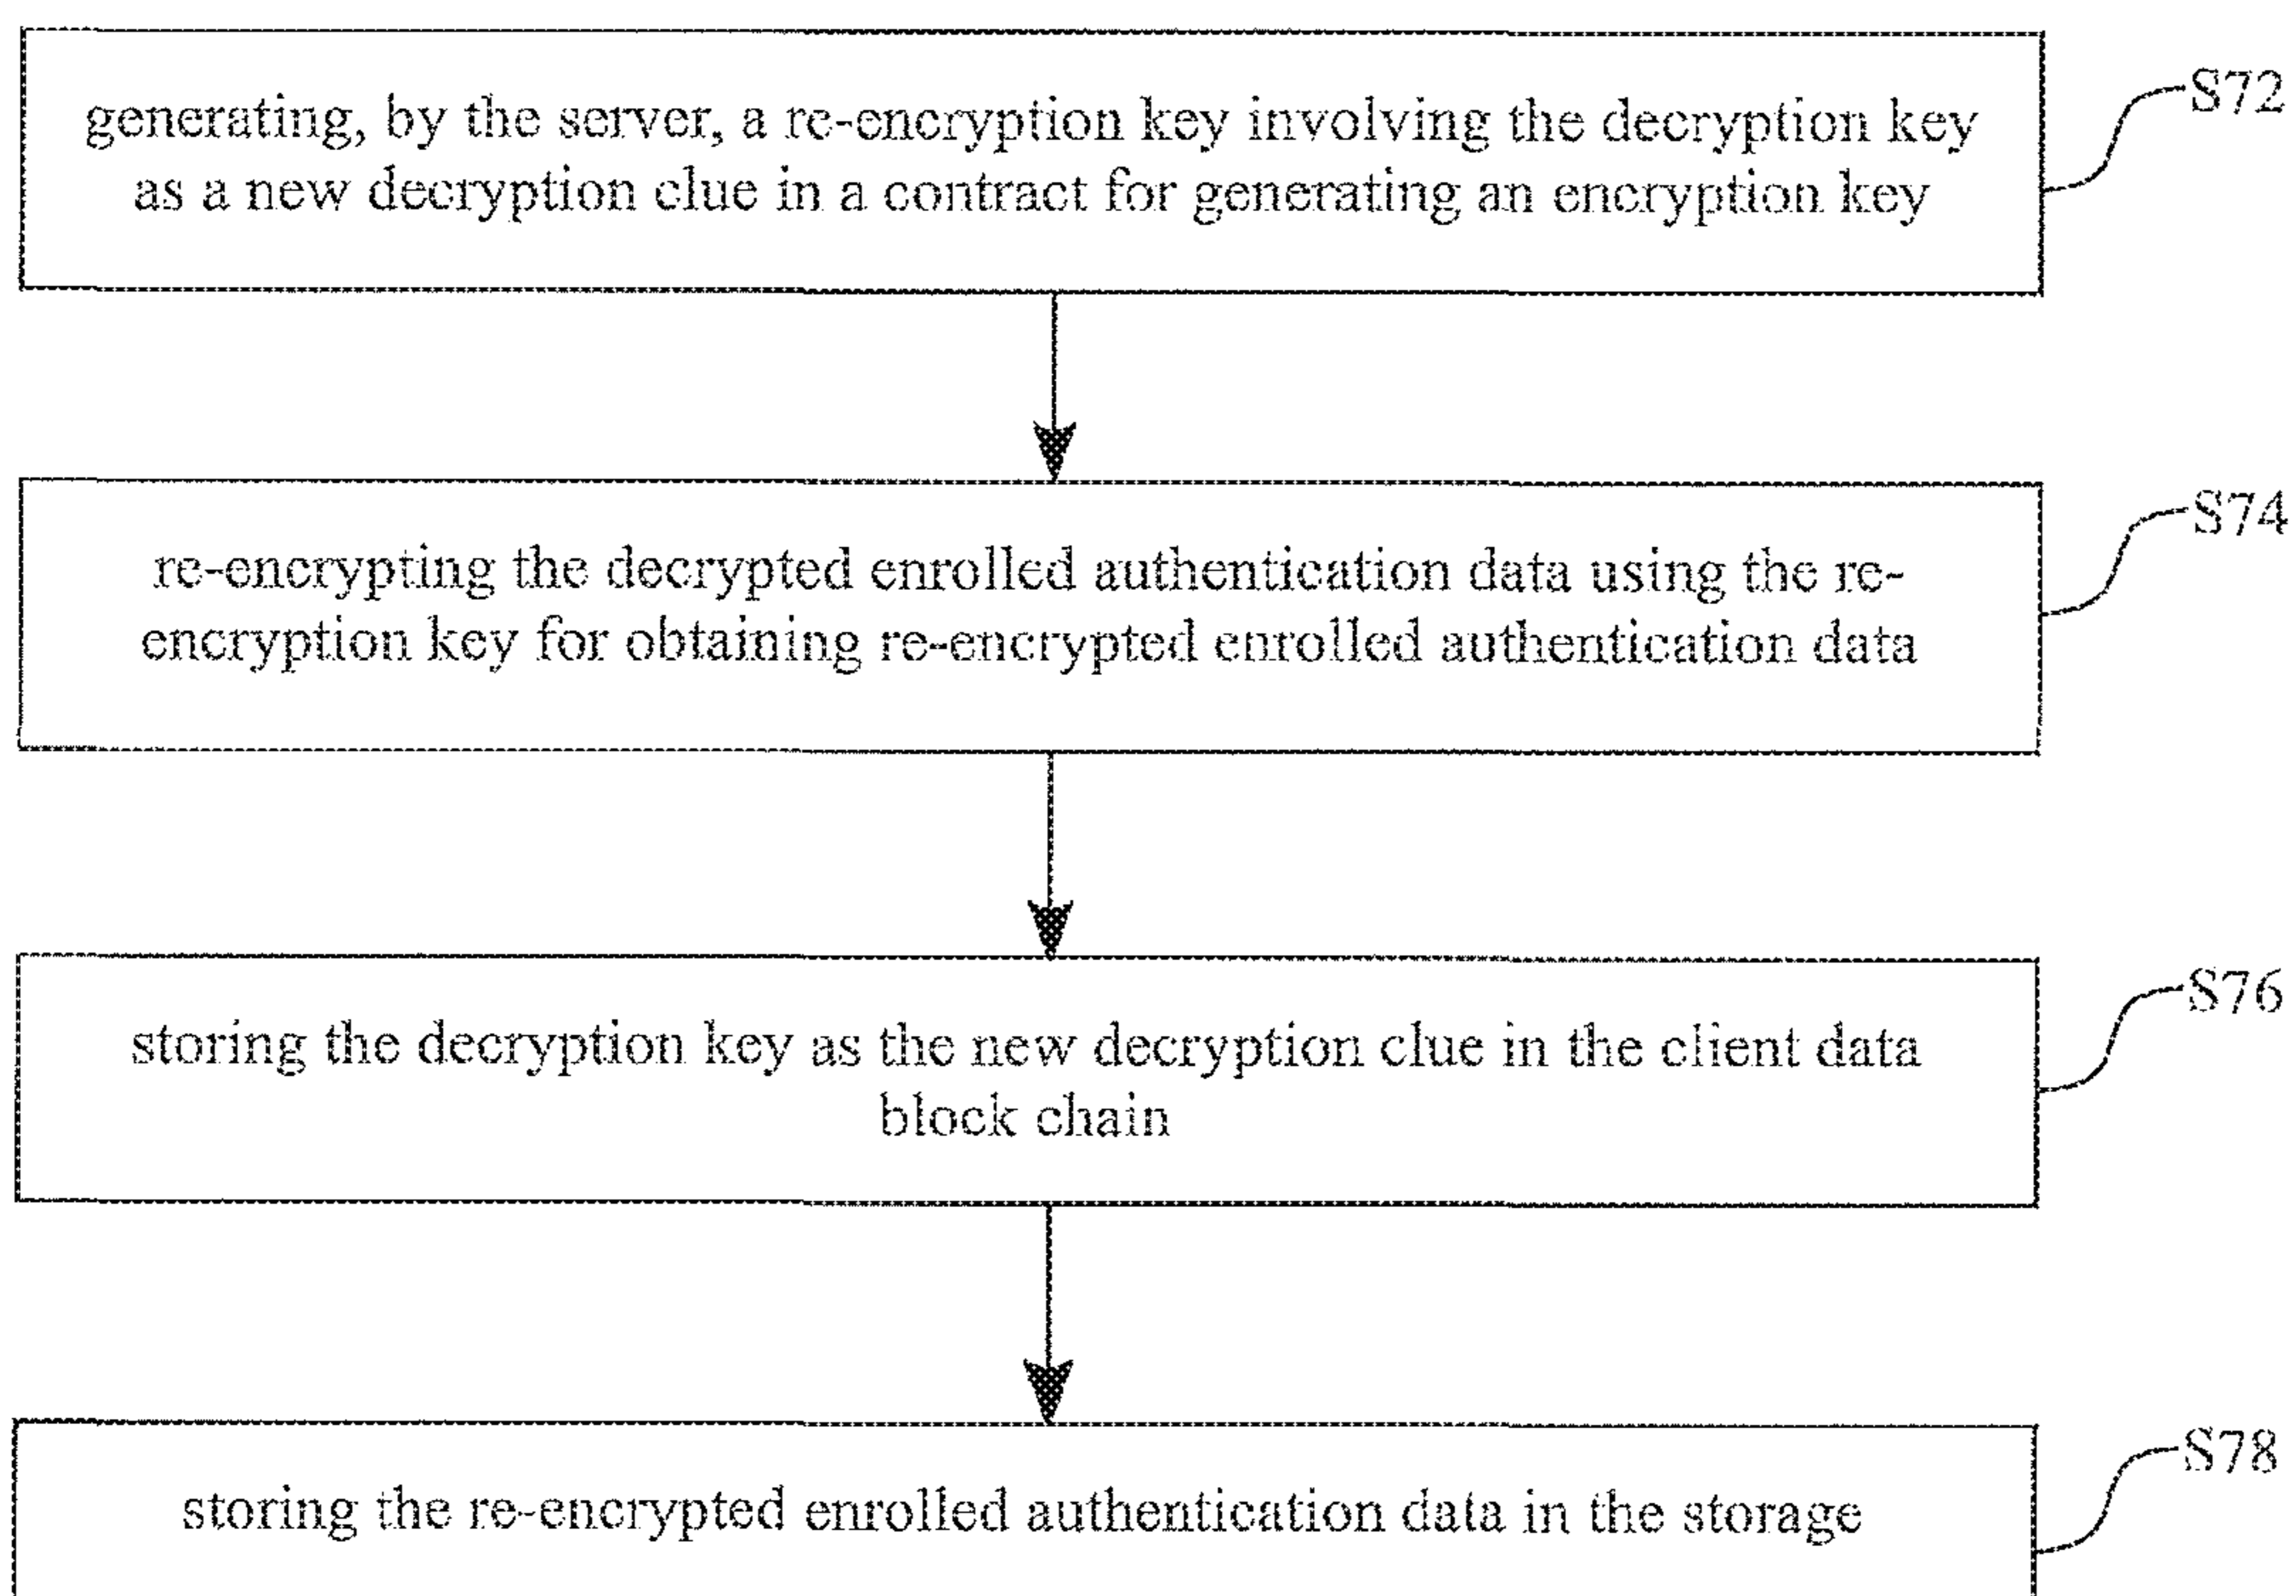 generating, by the server, a re-encryption key involving the decryption key
as a new decryption clue in a contract for generating an encryption key
S72
re-encrypting the decrypted enrolled authentication data using the re-
encryption key for obtaining re-encrypted enrolled authentication data
S74
storing the decryption key as the new decryption clue in the client data
block chain
S76
storing the re-encrypted enrolled authentication data in the storage
S78